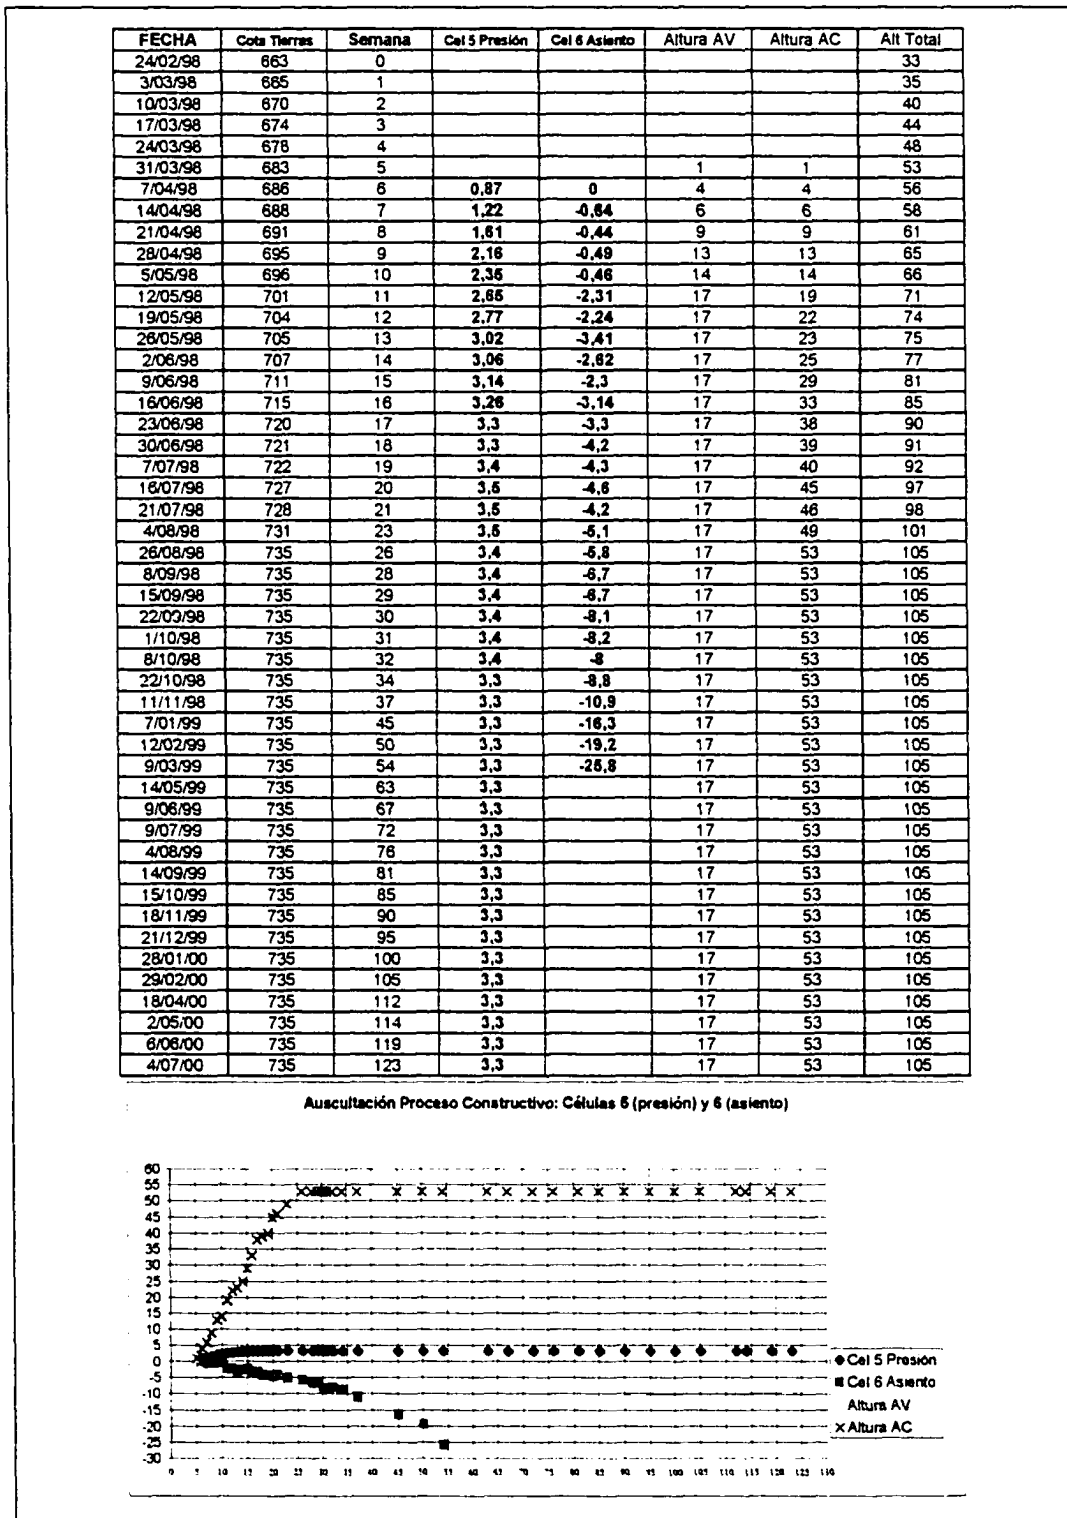 FECHA Cota Tierras Semana Cel 5 Presión Cel 6 Asiento Altura AV Altura AC Alt Total
24/02/98 663 0 33
3/03/98 665 1 35
10/03/98 670 2 40
17/03/98 674 3 44
24/03/98 678 4 48
31/03/98 683 5 1 1 53
7/04/98 686 6 0,87 0 4 4 56
14/04/98 688 7 1,22 -0,64 6 6 58
21/04/98 691 8 1,61 -0,44 9 9 61
28/04/98 695 9 2,16 -0,49 13 13 65
5/05/98 696 10 2,35 -0,46 14 14 66
12/05/98 701 11 2,65 -2,31 17 19 71
19/05/98 704 12 2,77 -2,24 17 22 74
26/05/98 705 13 3,02 -3,41 17 23 75
2/06/98 707 14 3,06 -2,62 17 25 77
9/06/98 711 15 3,14 -2,3 17 29 81
16/06/98 715 16 3,26 -3,14 17 33 85
23/06/98 720 17 3,3 -3,3 17 38 90
30/06/98 721 18 3,3 -4,2 17 39 91
7/07/98 722 19 3,4 -4,3 17 40 92
16/07/98 727 20 3,5 -4,6 17 45 97
21/07/98 728 21 3,5 -4,2 17 46 98
4/08/98 731 23 3,5 -5,1 17 49 101
26/08/98 735 26 3,4 -5,8 17 53 105
8/09/98 735 28 3,4 -6,7 17 53 105
15/09/98 735 29 3,4 -6,7 17 53 105
22/09/98 735 30 3,4 -8,1 17 53 105
1/10/98 735 31 3,4 -8,2 17 53 105
8/10/98 735 32 3,4 -8 17 53 105
22/10/98 735 34 3,3 -8,8 17 53 105
11/11/98 735 37 3,3 -10,9 17 53 105
7/01/99 735 45 3,3 -16,3 17 53 105
12/02/99 735 50 3,3 -19,2 17 53 105
9/03/99 735 54 3,3 -25,8 17 53 105
14/05/99 735 63 3,3 17 53 105
9/06/99 735 67 3,3 17 53 105
9/07/99 735 72 3,3 17 53 105
4/08/99 735 76 3,3 17 53 105
14/09/99 735 81 3,3 17 53 105
15/10/99 735 85 3,3 17 53 105
18/11/99 735 90 3,3 17 53 105
21/12/99 735 95 3,3 17 53 105
28/01/00 735 100 3,3 17 53 105
29/02/00 735 105 3,3 17 53 105
18/04/00 735 112 3,3 17 53 105
2/05/00 735 114 3,3 17 53 105
6/06/00 735 119 3,3 17 53 105
4/07/00 735 123 3,3 17 53 105
Auscultación Proceso Constructivo: Células 5 (presión) y 6 (asiento)
60
55
50
45
40
35
30
25
20
15
10
5
0
-5
-10
-15
-20
-25
-30
0 5 10 15 20 25 30 35 40 45 50 55 60 65 70 75 80 85 90 95 100 105 110 115 120 125 130
Cel 5 Presión
Cel 6 Asiento
Altura AV
Altura AC